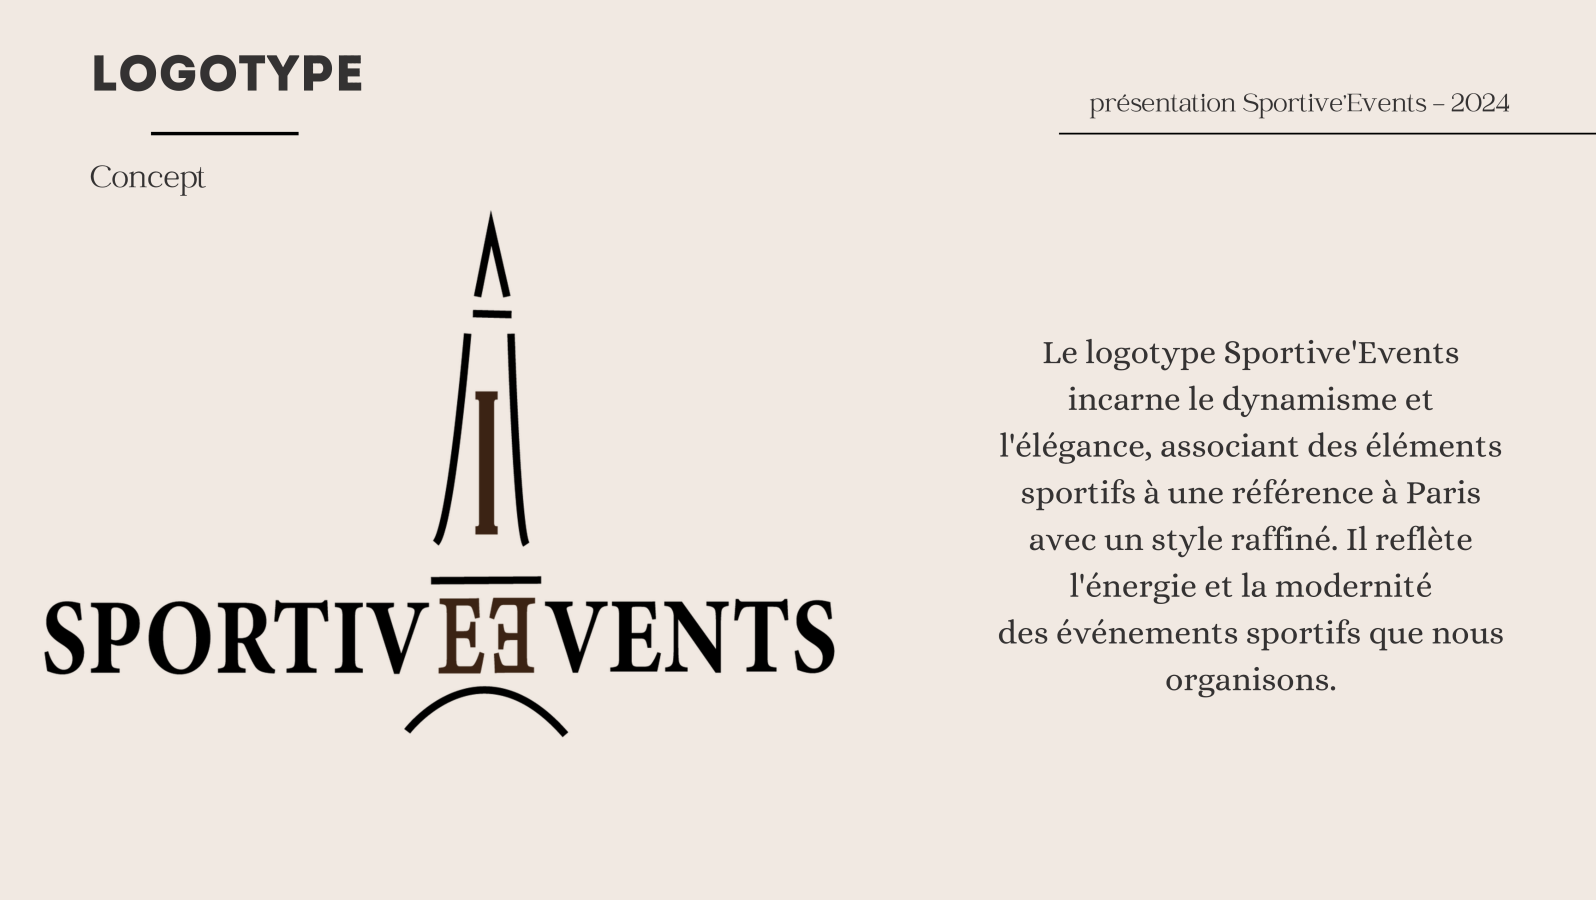 LOGOTYPE
présentation Sportive'Events – 2024
Concept
I
SPORTIVEƎVENTS
Le logotype Sportive'Events
incarne le dynamisme et
l'élégance, associant des éléments
sportifs à une référence à Paris
avec un style raffiné. Il reflète
l'énergie et la modernité
des événements sportifs que nous
organisons.